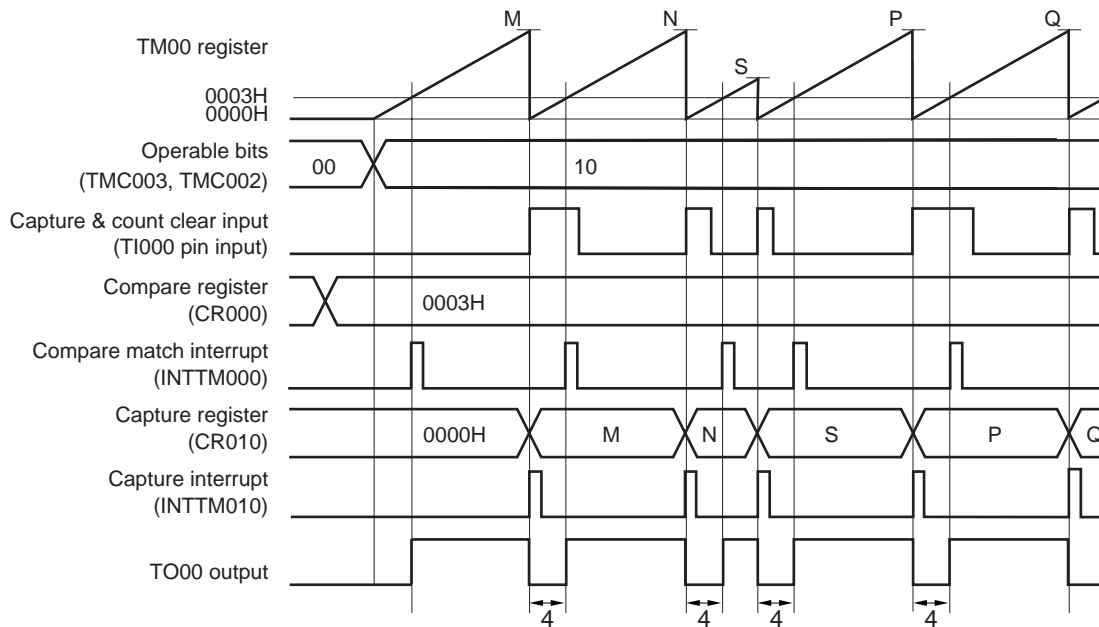 M N S P Q
TM00 register
0003H
0000H
Operable bits
(TMC003, TMC002)
00 10
Capture & count clear input
(TI000 pin input)
Compare register
(CR000)
0003H
Compare match interrupt
(INTTM000)
Capture register
(CR010)
0000H M N S P Q
Capture interrupt
(INTTM010)
TO00 output
4 4 4 4